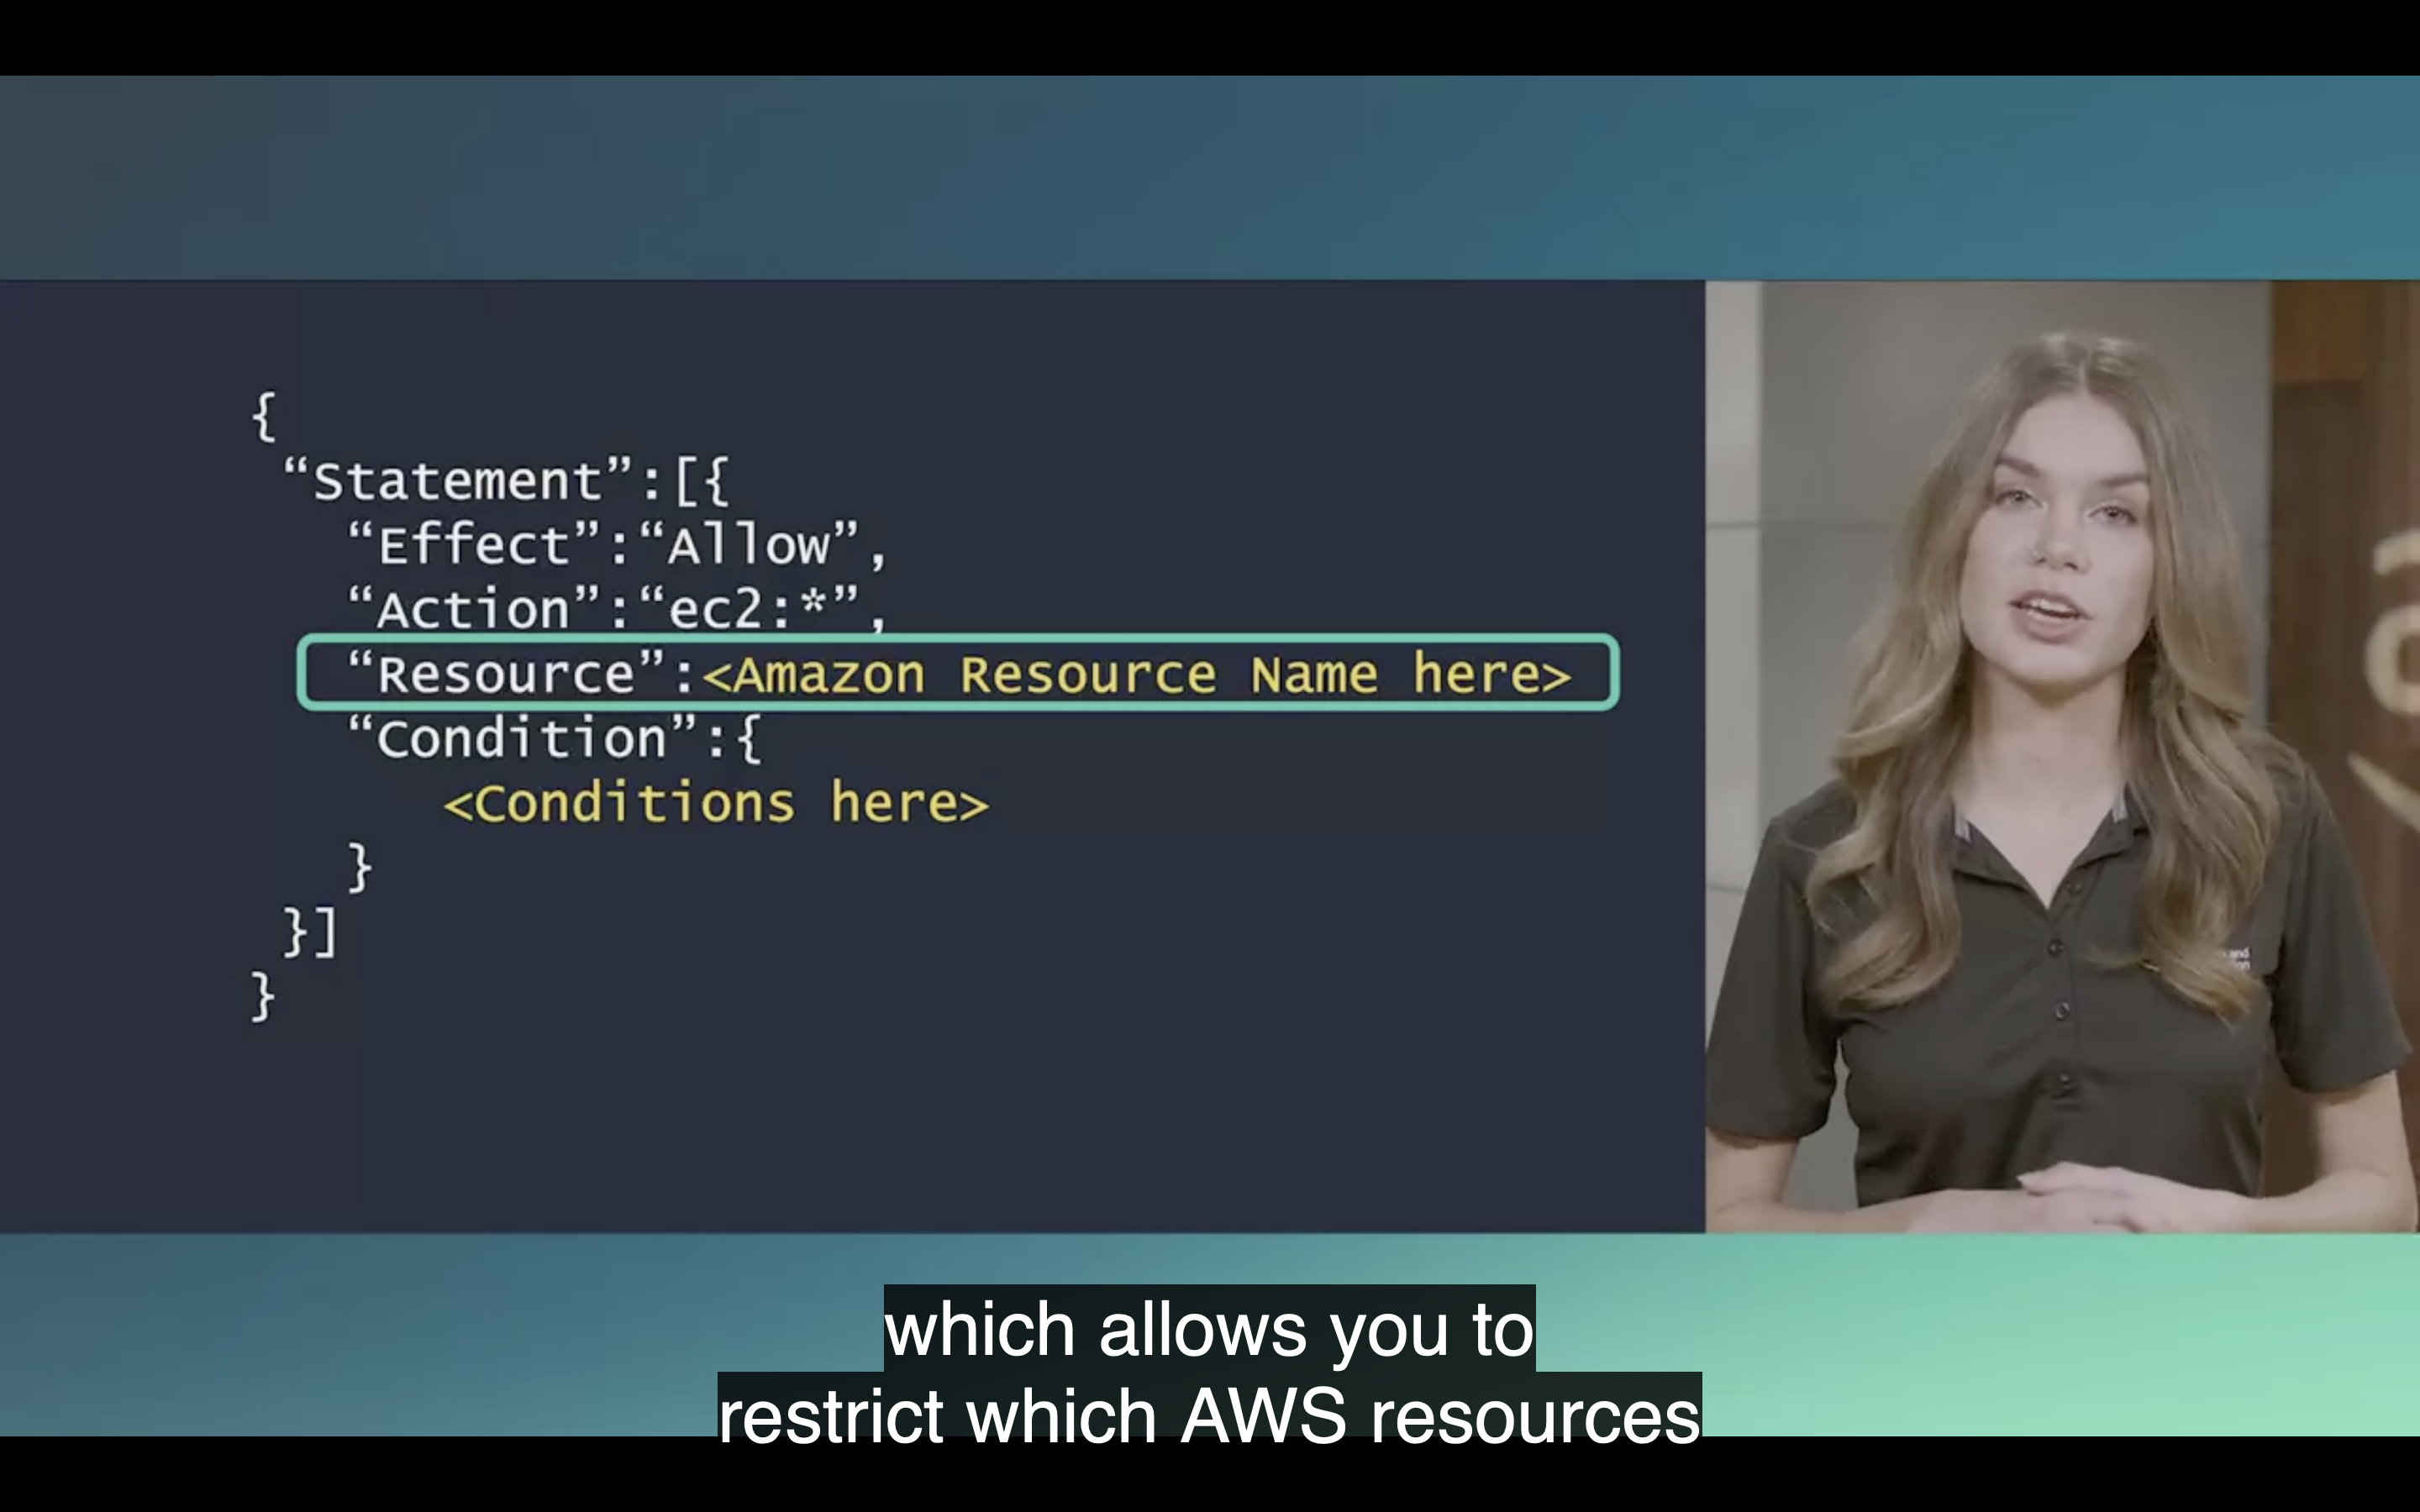 {
“Statement”:[{
“Effect”:“Allow”,
“Action”:“ec2:*”,
“Resource”:<Amazon Resource Name here>
“Condition”:{
<Conditions here>
}
}]
}
which allows you to
restrict which AWS resources